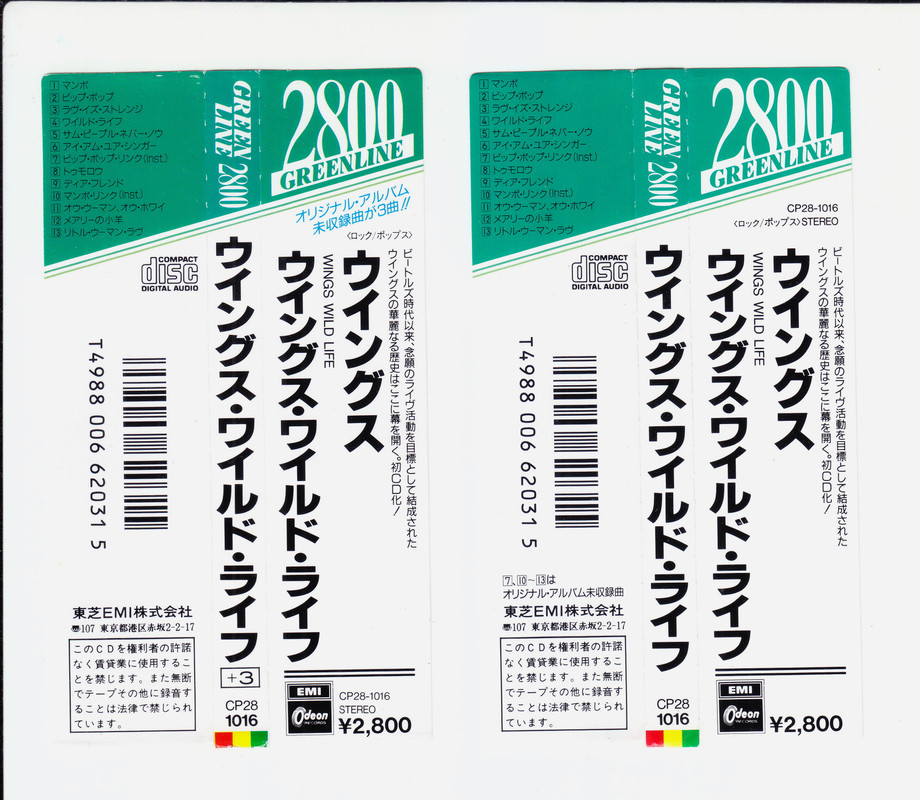 1 マンボ
2 ビップ・ボップ
3 ラヴ・イズ・ストレンジ
4 ワイルド・ライフ
5 サム・ピープル・ネバー・ノウ
6 アイ・アム・ユア・シンガー
7 ビップ・ボップ・リンク(Inst.)
8 トゥモロウ
9 ディア・フレンド
10 マンボ・リンク(Inst.)
11 オウ・ウーマン、オウ・ホワイ
12 メアリーの小羊
13 リトル・ウーマン・ラヴ
COMPACT
disc
DIGITAL AUDIO
T4988 006 62031 5
東芝EMI株式会社
107 東京都港区赤坂2-2-17
このCDを権利者の許諾
なく賃貸業に使用するこ
とを禁じます。また無断
でテープその他に録音す
ることは法律で禁じられ
ています。
GREEN
LINE 2800
ウイングス・ワイルド・ライフ
+3
CP28
1016
2800
GREENLINE
オリジナル・アルバム
未収録曲が3曲!!
〈ロック/ポップス〉
ビートルズ時代以来、念願のライヴ活動を目標として結成された
ウイングスの華麗なる歴史はここに幕を開く。初CD化!
ウイングス
WINGS WILD LIFE
ウイングス・ワイルド・ライフ
EMI
Odeon
RECORDS
CP28-1016
STEREO
¥2,800
1 マンボ
2 ビップ・ボップ
3 ラヴ・イズ・ストレンジ
4 ワイルド・ライフ
5 サム・ピープル・ネバー・ノウ
6 アイ・アム・ユア・シンガー
7 ビップ・ボップ・リンク(Inst.)
8 トゥモロウ
9 ディア・フレンド
10 マンボ・リンク(Inst.)
11 オウ・ウーマン、オウ・ホワイ
12 メアリーの小羊
13 リトル・ウーマン・ラヴ
COMPACT
disc
DIGITAL AUDIO
T4988 006 62031 5
7、10〜13は
オリジナル・アルバム未収録曲
東芝EMI株式会社
107 東京都港区赤坂2-2-17
このCDを権利者の許諾
なく賃貸業に使用するこ
とを禁じます。また無断
でテープその他に録音す
ることは法律で禁じられ
ています。
GREEN
LINE 2800
ウイングス・ワイルド・ライフ
CP28
1016
2800
GREENLINE
CP28-1016
〈ロック/ポップス〉STEREO
ビートルズ時代以来、念願のライヴ活動を目標として結成された
ウイングスの華麗なる歴史はここに幕を開く。初CD化!
ウイングス
WINGS WILD LIFE
ウイングス・ワイルド・ライフ
EMI
Odeon
RECORDS
¥2,800